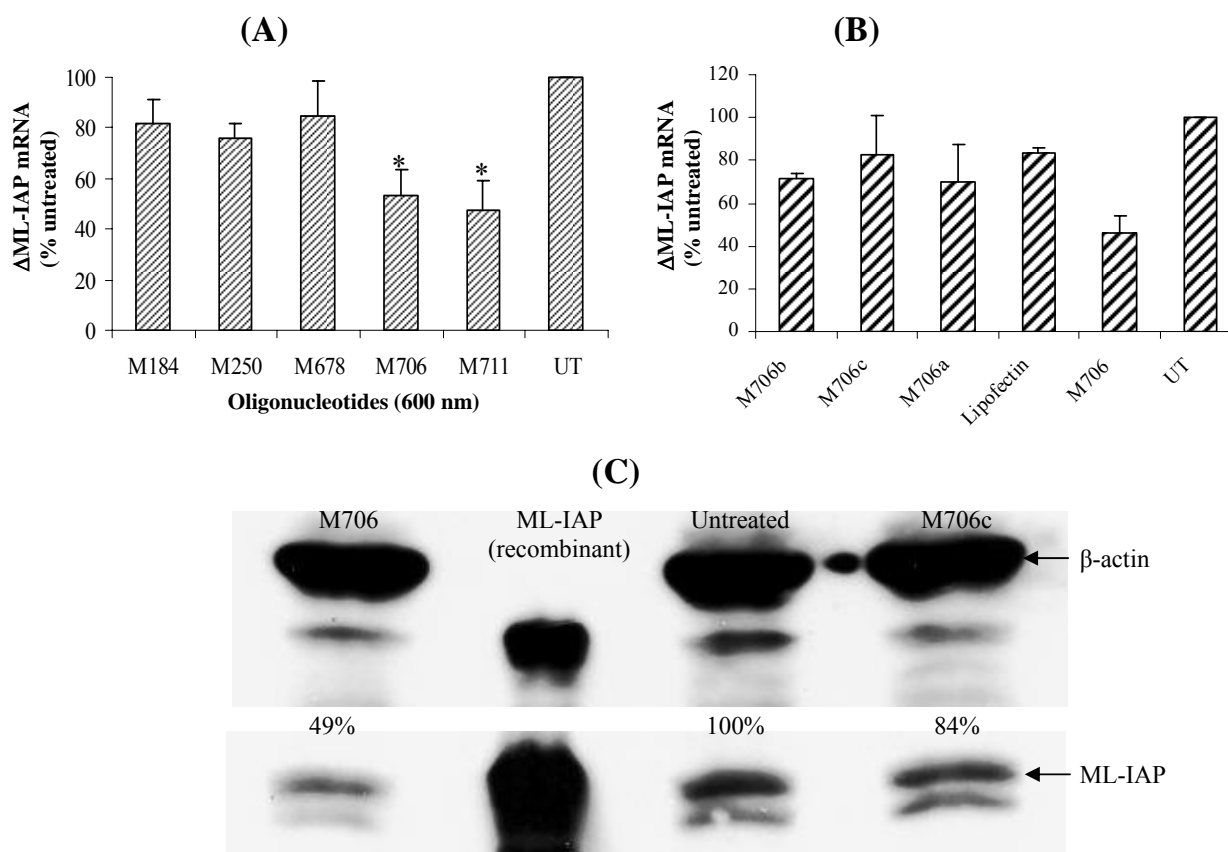 (A)
ΔML-IAP mRNA
(% untreated)
100
80
60
40
20
0
*
*
M184 M250 M678 M706 M711 UT
Oligonucleotides (600 nm)
(B)
ΔML-IAP mRNA
(% untreated)
120
100
80
60
40
20
0
M706b
M706c
M706a
Lipofectin
M706
UT
(C)
M706 ML-IAP Untreated M706c
(recombinant)
β-actin
49% 100% 84%
ML-IAP